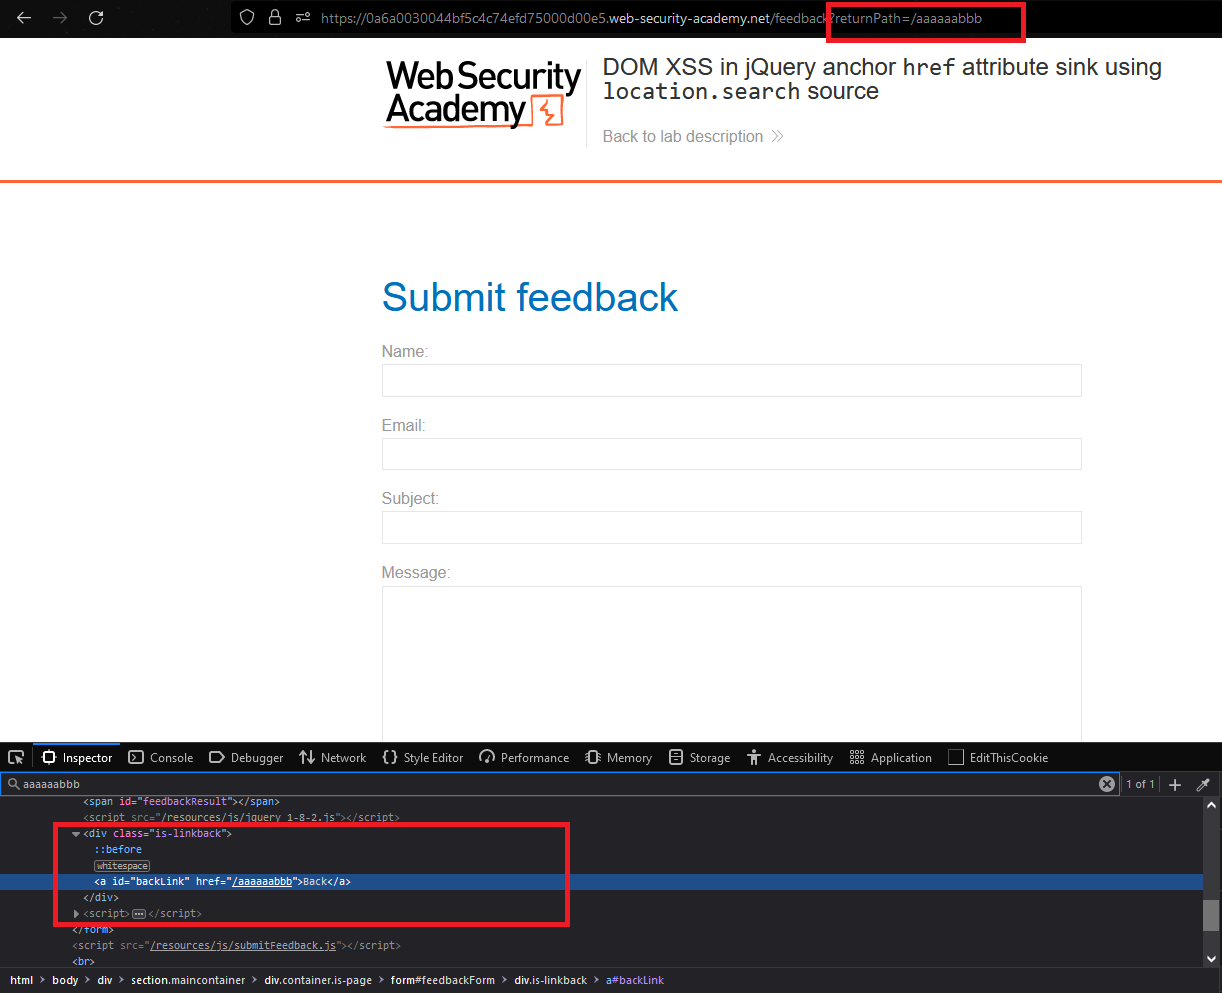 https://0a6a0030044bf5c4c74efd75000d00e5.web-security-academy.net/feedback?returnPath=/aaaaaabbb
WebSecurity
Academy
DOM XSS in jQuery anchor href attribute sink using
location.search source
Back to lab description
Submit feedback
Name:
Email:
Subject:
Message:
Inspector Console Debugger Network Style Editor Performance Memory Storage Accessibility Application EditThisCookie
aaaaaabbb 1 of 1
<span id="feedbackResult"></span>
<script src="/resources/js/jquery_1-8-2.js"></script>
<div class="is-linkback">
::before
whitespace
<a id="backLink" href="/aaaaaabbb">Back</a>
</div>
<script>…</script>
</form>
<script src="/resources/js/submitFeedback.js"></script>
<br>
html > body > div > section.maincontainer > div.container.is-page > form#feedbackForm > div.is-linkback > a#backLink